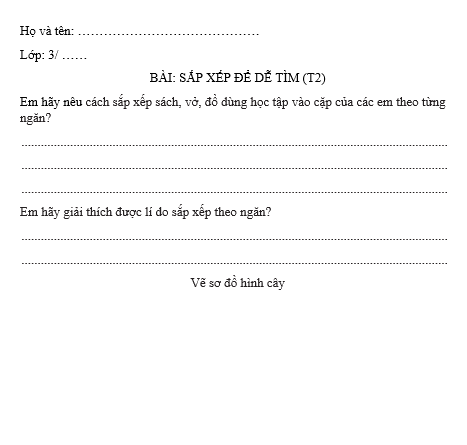 Họ và tên: ……………………………………
Lớp: 3/ ……
BÀI: SẮP XẾP ĐỂ DỄ TÌM (T2)
Em hãy nêu cách sắp xếp sách, vở, đồ dùng học tập vào cặp của các em theo từng
ngăn?
................................................................................
................................................................................
................................................................................
Em hãy giải thích được lí do sắp xếp theo ngăn?
................................................................................
................................................................................
Vẽ sơ đồ hình cây